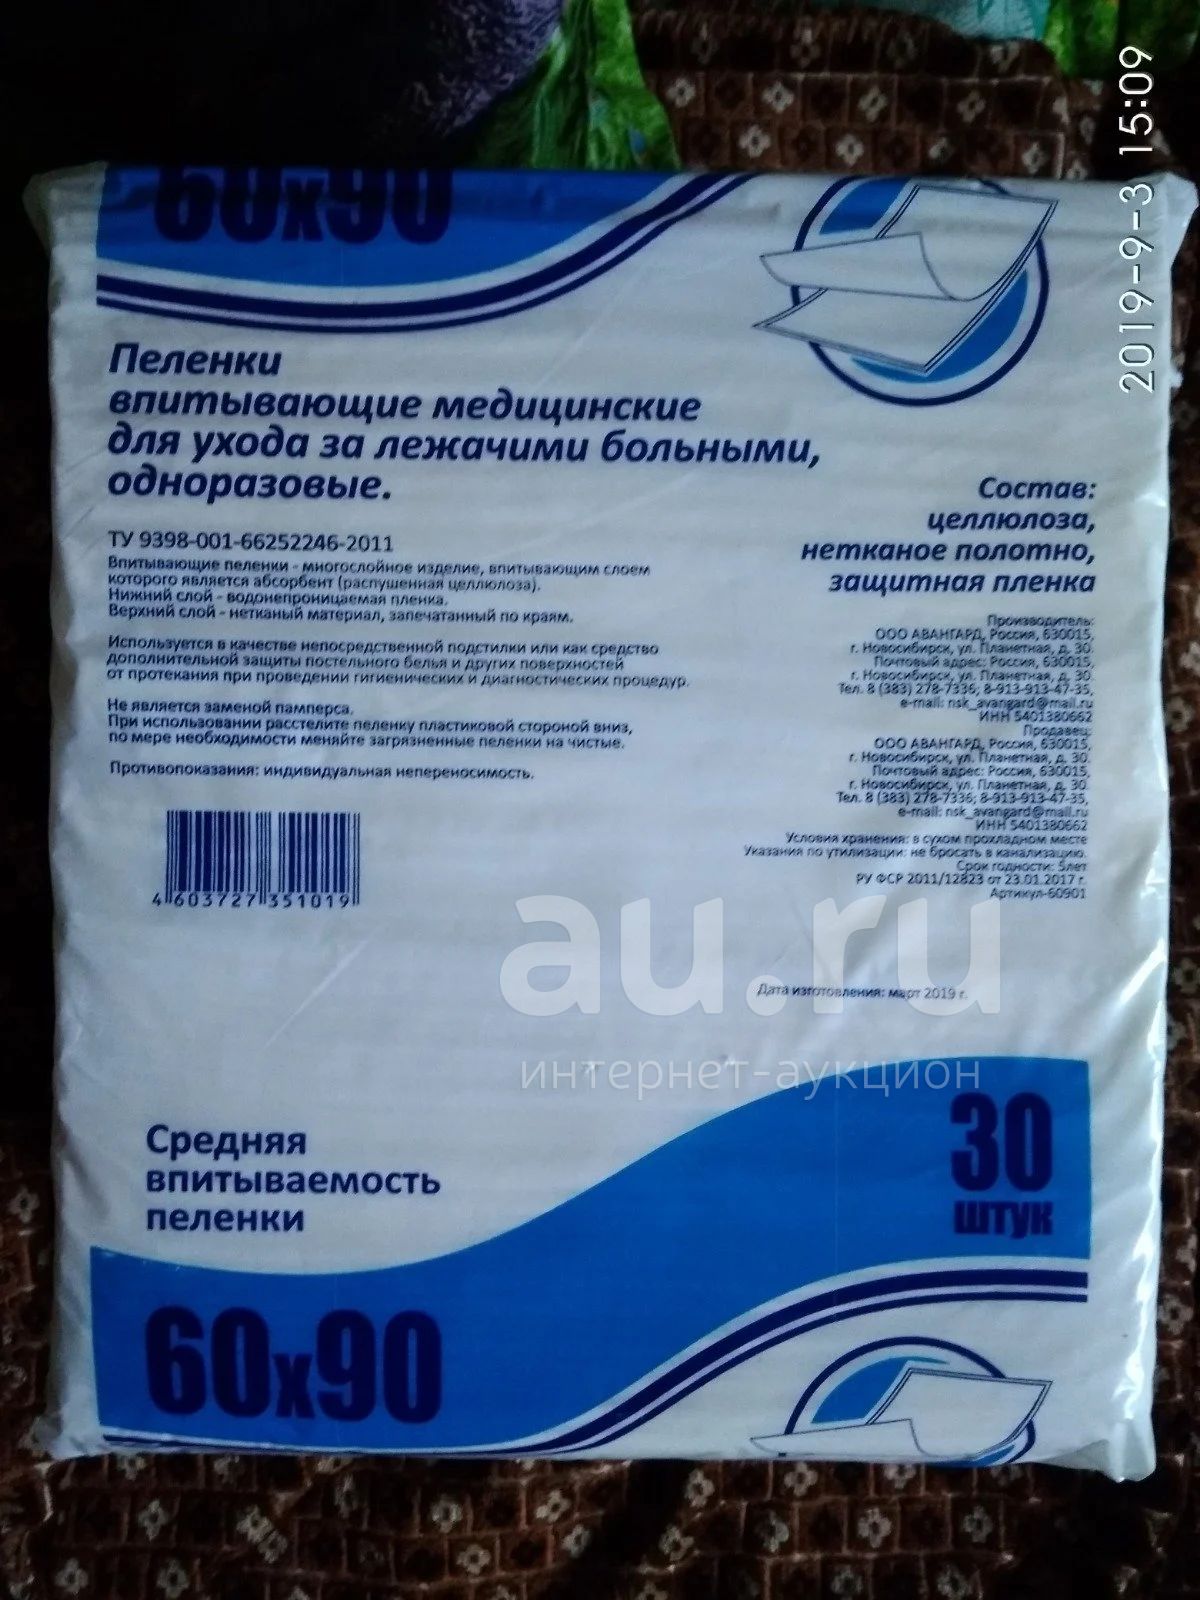 2019-9-3 15:09
60x90
Пеленки
впитывающие медицинские
для ухода за лежачими больными,
одноразовые.
ТУ 9398-001-66252246-2011
Впитывающие пеленки - многослойное изделие, впитывающим слоем
которого является абсорбент (распушенная целлюлоза).
Нижний слой - водонепроницаемая пленка.
Верхний слой - нетканый материал, запечатанный по краям.
Используется в качестве непосредственной подстилки или как средство
дополнительной защиты постельного белья и других поверхностей
от протекания при проведении гигиенических и диагностических процедур.
Не является заменой памперса.
При использовании расстелите пеленку пластиковой стороной вниз,
по мере необходимости меняйте загрязненные пеленки на чистые.
Противопоказания: индивидуальная непереносимость.
4 603727 351019
Состав:
целлюлоза,
нетканое полотно,
защитная пленка
Производитель:
ООО АВАНГАРД, Россия, 630015,
г. Новосибирск, ул. Планетная, д. 30.
Почтовый адрес: Россия, 630015,
г. Новосибирск, ул. Планетная, д. 30.
Тел. 8 (383) 278-7336; 8-913-913-47-35,
e-mail: nsk_avangard@mail.ru
ИНН 5401380662
Продавец:
ООО АВАНГАРД, Россия, 630015,
г. Новосибирск, ул. Планетная, д. 30.
Почтовый адрес: Россия, 630015,
г. Новосибирск, ул. Планетная, д. 30.
Тел. 8 (383) 278-7336; 8-913-913-47-35,
e-mail: nsk_avangard@mail.ru
ИНН 5401380662
Условия хранения: в сухом прохладном месте
Указания по утилизации: не бросать в канализацию.
Срок годности: 5лет
РУ ФСР 2011/12823 от 23.01.2017 г.
Артикул-60901
au.ru
Дата изготовления: март 2019 г.
интернет-аукцион
30
штук
Средняя
впитываемость
пеленки
60x90